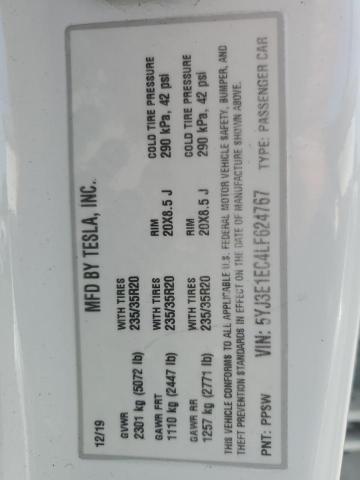 MFD BY TESLA, INC.
12/19
GVWR
2301 kg (5072 lb)
WITH TIRES
235/35R20
GAWR FRT
1110 kg (2447 lb)
WITH TIRES
235/35R20
RIM
20X8.5 J
COLD TIRE PRESSURE
290 kPa, 42 psi
GAWR RR
1257 kg (2771 lb)
WITH TIRES
235/35R20
RIM
20X8.5 J
COLD TIRE PRESSURE
290 kPa, 42 psi
THIS VEHICLE CONFORMS TO ALL APPLICABLE U.S. FEDERAL MOTOR VEHICLE SAFETY, BUMPER, AND
THEFT PREVENTION STANDARDS IN EFFECT ON THE DATE OF MANUFACTURE SHOWN ABOVE.
PNT: PPSW VIN: 5YJ3E1EC4LF624767 TYPE: PASSENGER CAR